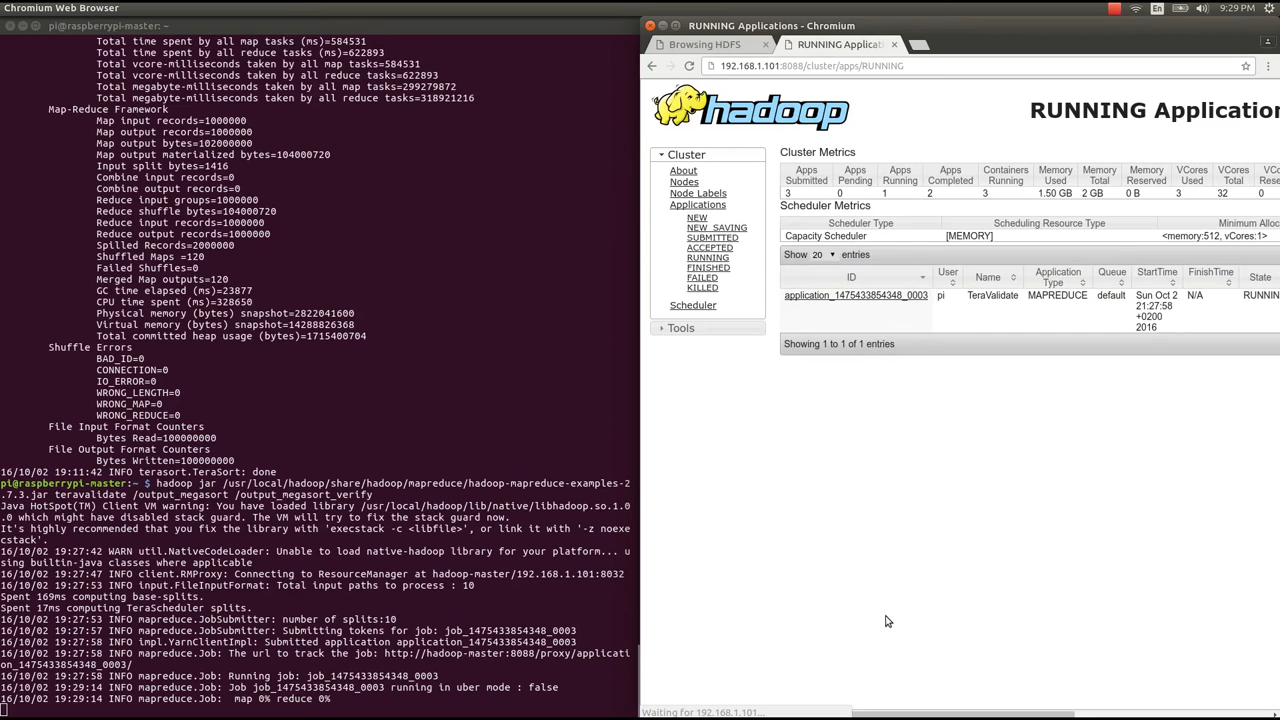 Chromium Web Browser
En
9:29 PM
pi@raspberrypi-master: ~
Total time spent by all map tasks (ms)=584531
Total time spent by all reduce tasks (ms)=622893
Total vcore-milliseconds taken by all map tasks=584531
Total vcore-milliseconds taken by all reduce tasks=622893
Total megabyte-milliseconds taken by all map tasks=299279872
Total megabyte-milliseconds taken by all reduce tasks=318921216
Map-Reduce Framework
Map input records=1000000
Map output records=1000000
Map output bytes=102000000
Map output materialized bytes=104000720
Input split bytes=1416
Combine input records=0
Combine output records=0
Reduce input groups=1000000
Reduce shuffle bytes=104000720
Reduce input records=1000000
Reduce output records=1000000
Spilled Records=2000000
Shuffled Maps =120
Failed Shuffles=0
Merged Map outputs=120
GC time elapsed (ms)=23877
CPU time spent (ms)=328650
Physical memory (bytes) snapshot=2822041600
Virtual memory (bytes) snapshot=14288826368
Total committed heap usage (bytes)=1715400704
Shuffle Errors
BAD_ID=0
CONNECTION=0
IO_ERROR=0
WRONG_LENGTH=0
WRONG_MAP=0
WRONG_REDUCE=0
File Input Format Counters
Bytes Read=100000000
File Output Format Counters
Bytes Written=100000000
16/10/02 19:11:42 INFO terasort.TeraSort: done
pi@raspberrypi-master:~ $ hadoop jar /usr/local/hadoop/share/hadoop/mapreduce/hadoop-mapreduce-examples-2
.7.3.jar teravalidate /output_megasort /output_megasort_verify
Java HotSpot(TM) Client VM warning: You have loaded library /usr/local/hadoop/lib/native/libhadoop.so.1.0
.0 which might have disabled stack guard. The VM will try to fix the stack guard now.
It's highly recommended that you fix the library with 'execstack -c <libfile>', or link it with '-z noexe
cstack'.
16/10/02 19:27:42 WARN util.NativeCodeLoader: Unable to load native-hadoop library for your platform... u
sing builtin-java classes where applicable
16/10/02 19:27:47 INFO client.RMProxy: Connecting to ResourceManager at hadoop-master/192.168.1.101:8032
16/10/02 19:27:53 INFO input.FileInputFormat: Total input paths to process : 10
Spent 169ms computing base-splits.
Spent 17ms computing TeraScheduler splits.
16/10/02 19:27:53 INFO mapreduce.JobSubmitter: number of splits:10
16/10/02 19:27:57 INFO mapreduce.JobSubmitter: Submitting tokens for job: job_1475433854348_0003
16/10/02 19:27:58 INFO impl.YarnClientImpl: Submitted application application_1475433854348_0003
16/10/02 19:27:58 INFO mapreduce.Job: The url to track the job: http://hadoop-master:8088/proxy/applicati
on_1475433854348_0003/
16/10/02 19:27:58 INFO mapreduce.Job: Running job: job_1475433854348_0003
16/10/02 19:29:14 INFO mapreduce.Job: Job job_1475433854348_0003 running in uber mode : false
16/10/02 19:29:14 INFO mapreduce.Job:  map 0% reduce 0%
RUNNING Applications - Chromium
Browsing HDFS
RUNNING Applicati
192.168.1.101:8088/cluster/apps/RUNNING
hadoop
RUNNING Application
Cluster
About
Nodes
Node Labels
Applications
NEW
NEW_SAVING
SUBMITTED
ACCEPTED
RUNNING
FINISHED
FAILED
KILLED
Scheduler
Tools
Cluster Metrics
Apps Submitted Apps Pending Apps Running Apps Completed Containers Running Memory Used Memory Total Memory Reserved VCores Used VCores Total VCo Rese
3 0 1 2 3 1.50 GB 2 GB 0 B 3 32 0
Scheduler Metrics
Scheduler Type Scheduling Resource Type Minimum Alloc
Capacity Scheduler [MEMORY] <memory:512, vCores:1>
Show 20 entries
ID User Name Application Type Queue StartTime FinishTime State
application_1475433854348_0003 pi TeraValidate MAPREDUCE default Sun Oct 2 N/A RUNNIN
21:27:58
+0200
2016
Showing 1 to 1 of 1 entries
Waiting for 192.168.1.101...